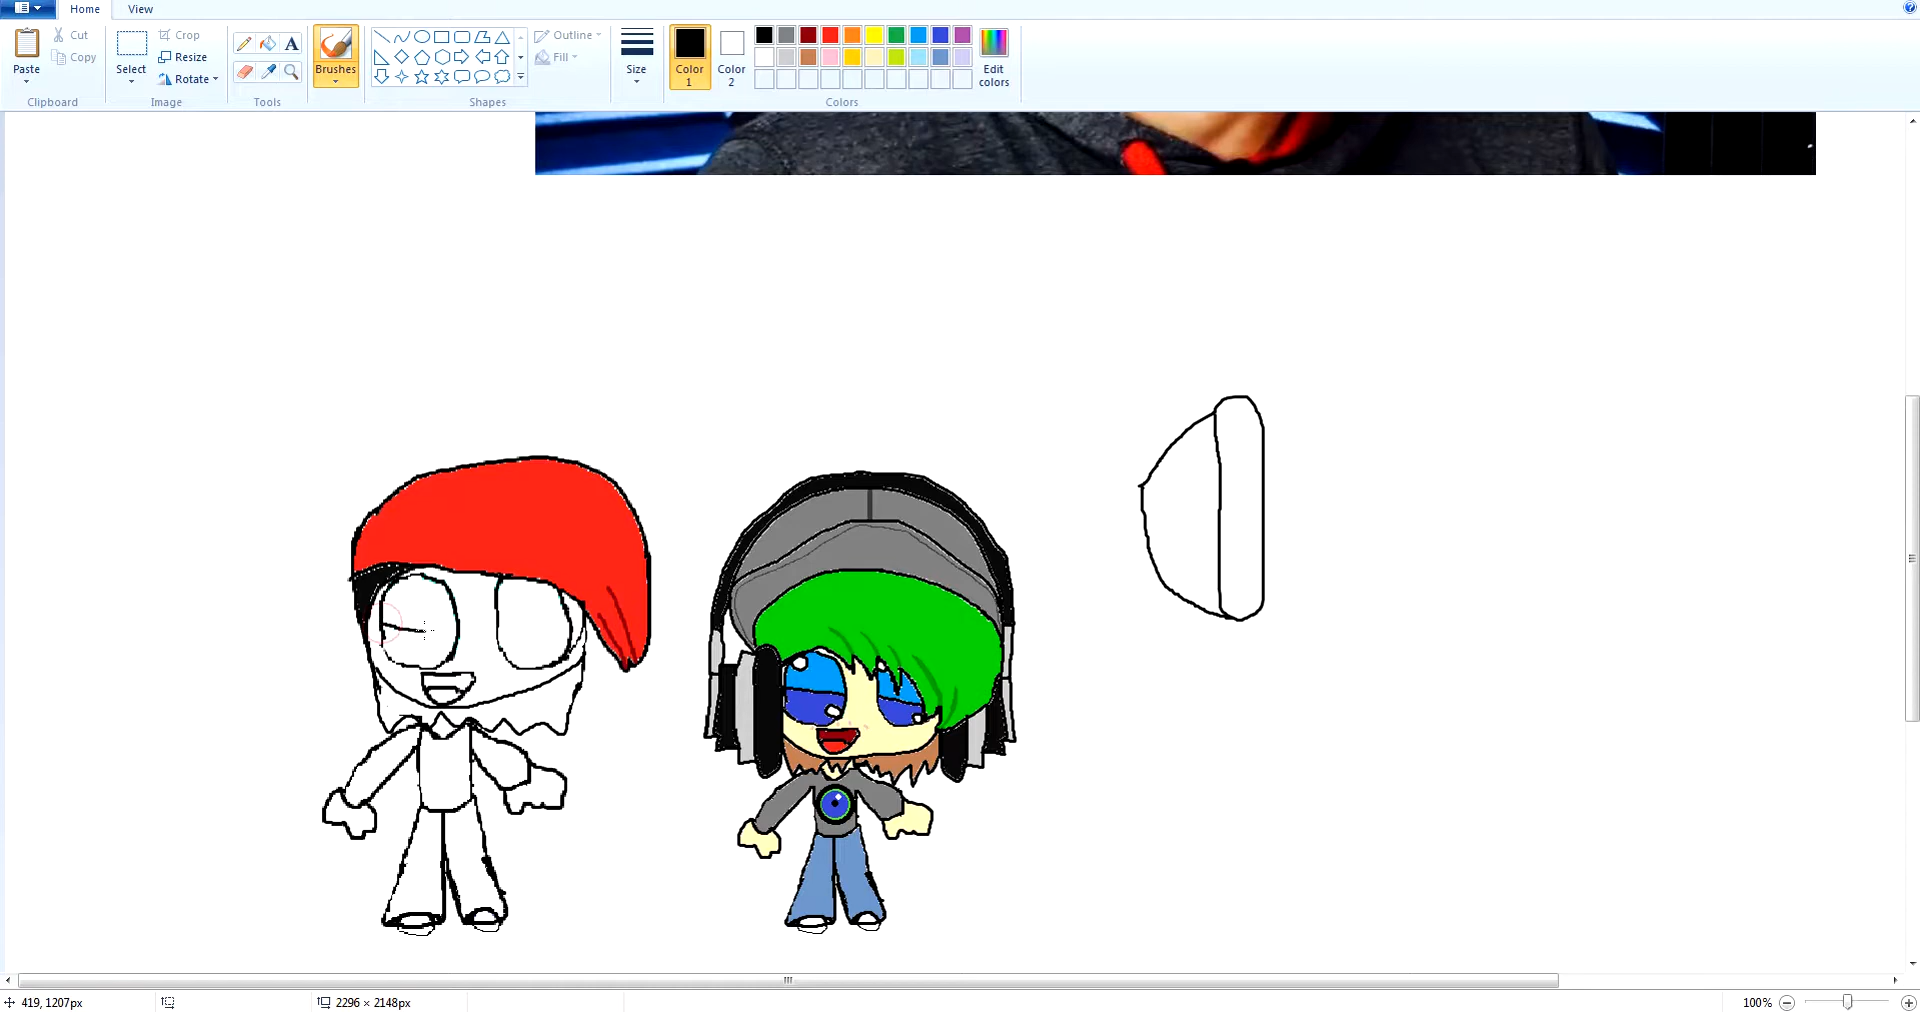 Home View
Paste
Cut
Copy
Clipboard
Select
Crop
Resize
Rotate
Image
A
Tools
Brushes
Shapes
Outline
Fill
Size
Color
1
Color
2
Edit
colors
Colors
419, 1207px
2296 × 2148px
100%